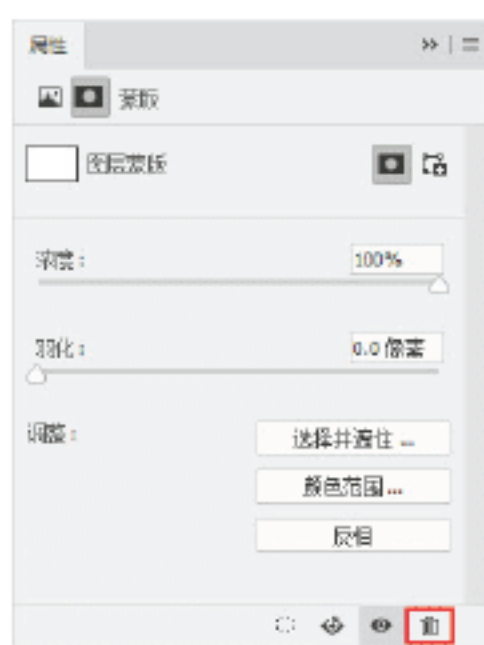 属性
蒙版
图层蒙版
浓度：
100%
羽化：
0.0 像素
调整：
选择并遮住 ...
颜色范围...
反相